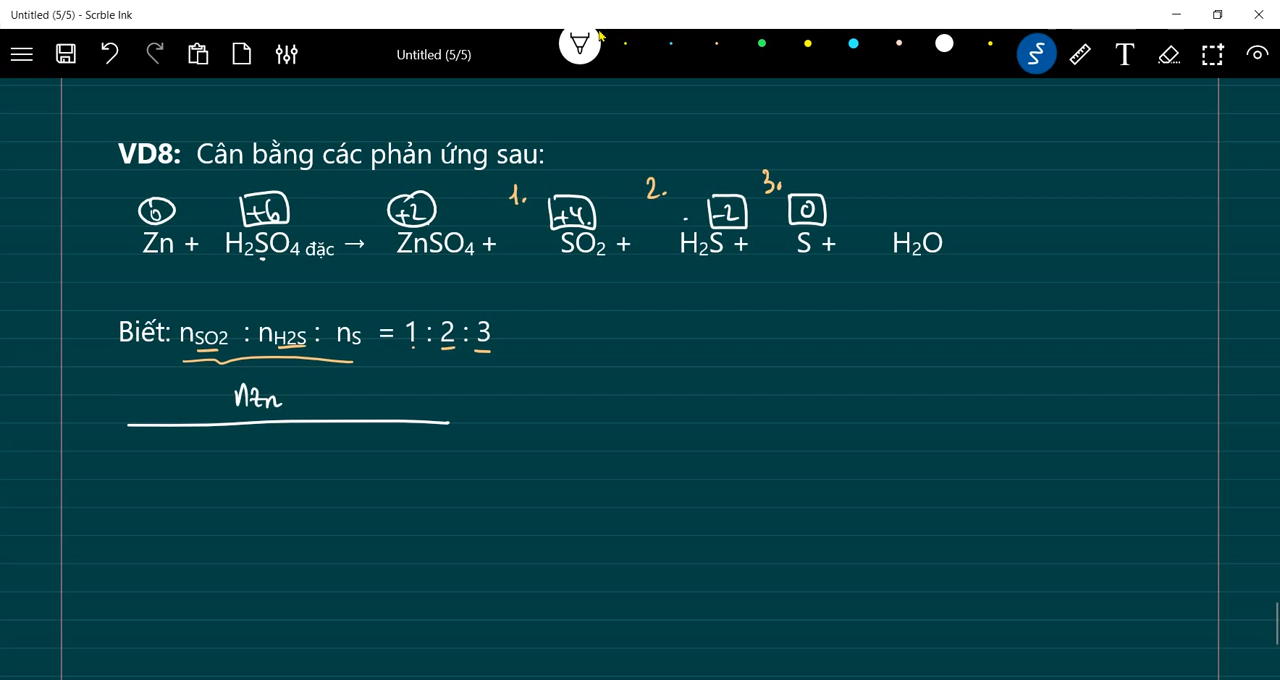 Untitled (5/5) - Scrble Ink
Untitled (5/5)
T
VD8: Cân bằng các phản ứng sau:
0 +6 +2 1. +4 2. -2 3. 0
Zn + H₂SO₄ đặc → ZnSO₄ + SO₂ + H₂S + S + H₂O
Biết: nSO2 : nH2S : nS = 1 : 2 : 3
nZn